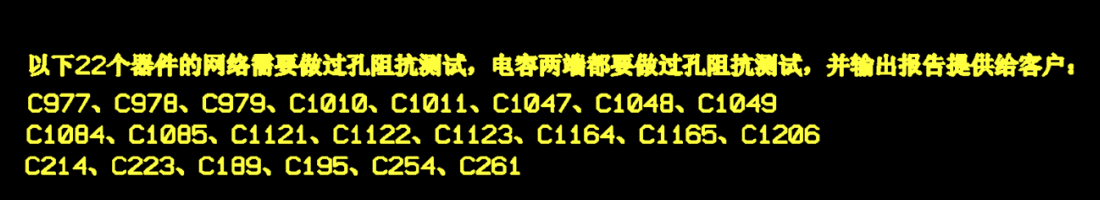 以下22个器件的网络需要做过孔阻抗测试，电容两端都要做过孔阻抗测试，并输出报告提供给客户：
C977、C978、C979、C1010、C1011、C1047、C1048、C1049
C1084、C1085、C1121、C1122、C1123、C1164、C1165、C1206
C214、C223、C189、C195、C254、C261